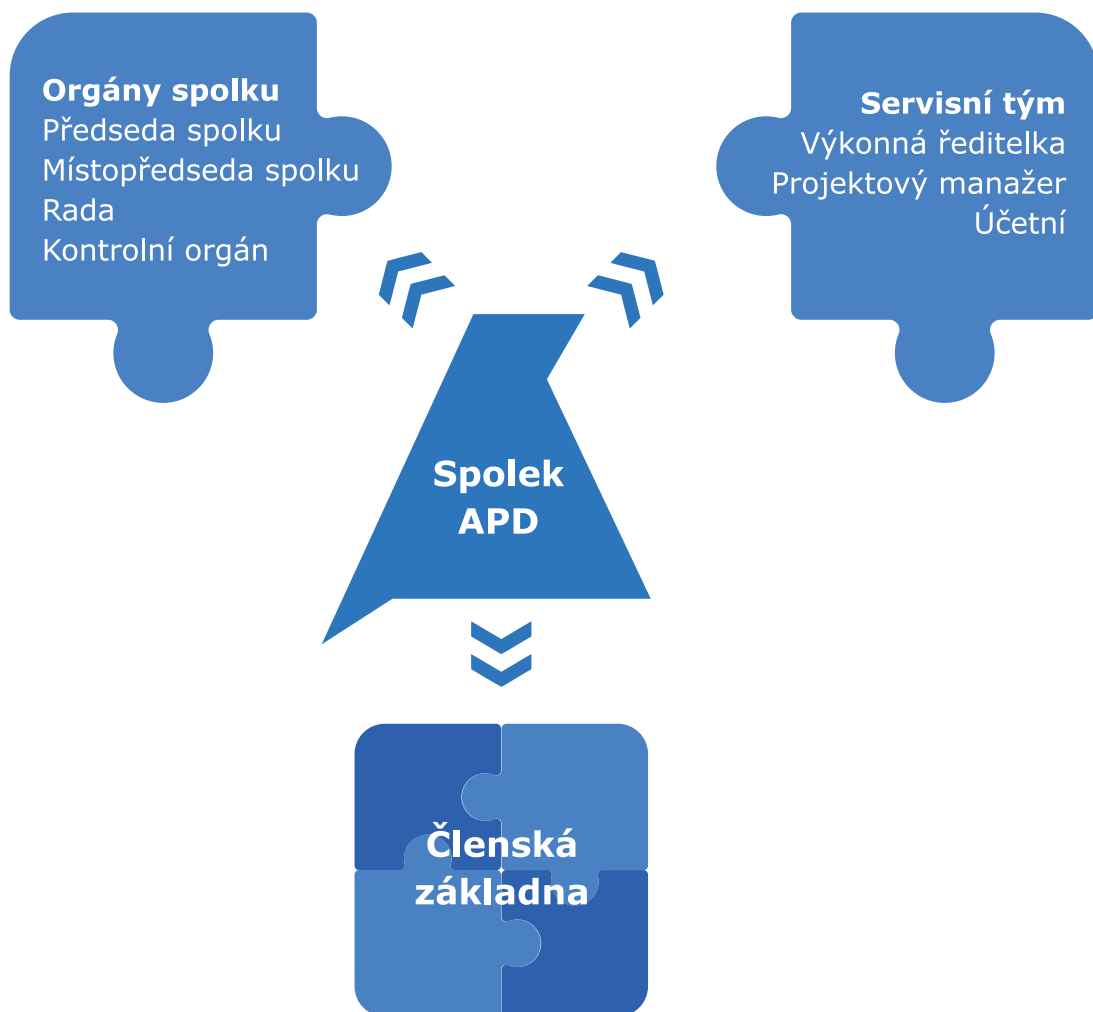 Orgány spolku
Předseda spolku
Místopředseda spolku
Rada
Kontrolní orgán
Servisní tým
Výkonná ředitelka
Projektový manažer
Účetní
Spolek
APD
Členská
základna